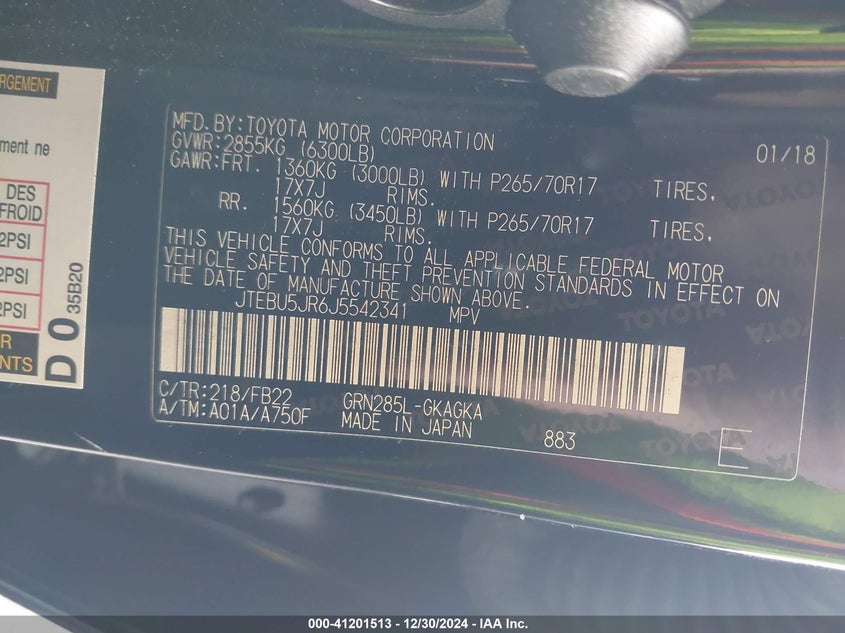 RGEMENT
ement ne
DES
FROID
2PSI
2PSI
2PSI
R
ENTS
D 0 35B20
MFD.BY:TOYOTA MOTOR CORPORATION 01/18
GVWR:2855KG (6300LB)
GAWR:FRT. 1360KG (3000LB) WITH P265/70R17 TIRES,
17X7J RIMS.
RR. 1560KG (3450LB) WITH P265/70R17 TIRES,
17X7J RIMS.
THIS VEHICLE CONFORMS TO ALL APPLICABLE FEDERAL MOTOR
VEHICLE SAFETY AND THEFT PREVENTION STANDARDS IN EFFECT ON
THE DATE OF MANUFACTURE SHOWN ABOVE.
JTEBU5JR6J5542341 MPV
C/TR:218/FB22 GRN285L-GKAGKA
A/TM:A01A/A750F MADE IN JAPAN
883 E
000-41201513 - 12/30/2024 - IAA Inc.